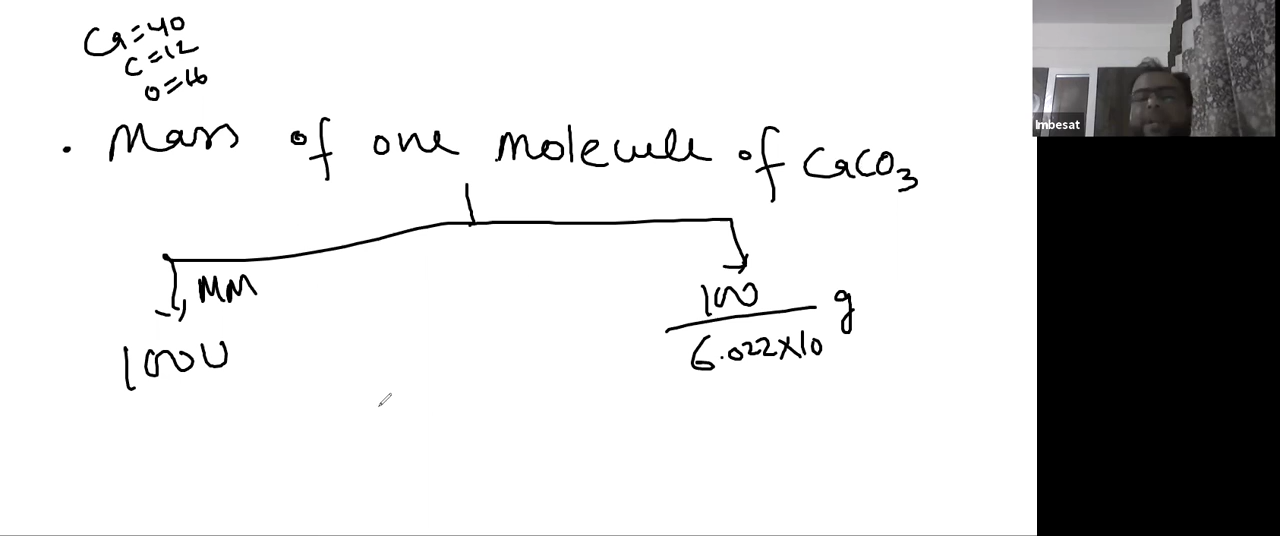 Ca=40
C=12
O=16
. Mass of one molecule of CaCO3
MM
100U
100
6.022×10 g
Imbesat